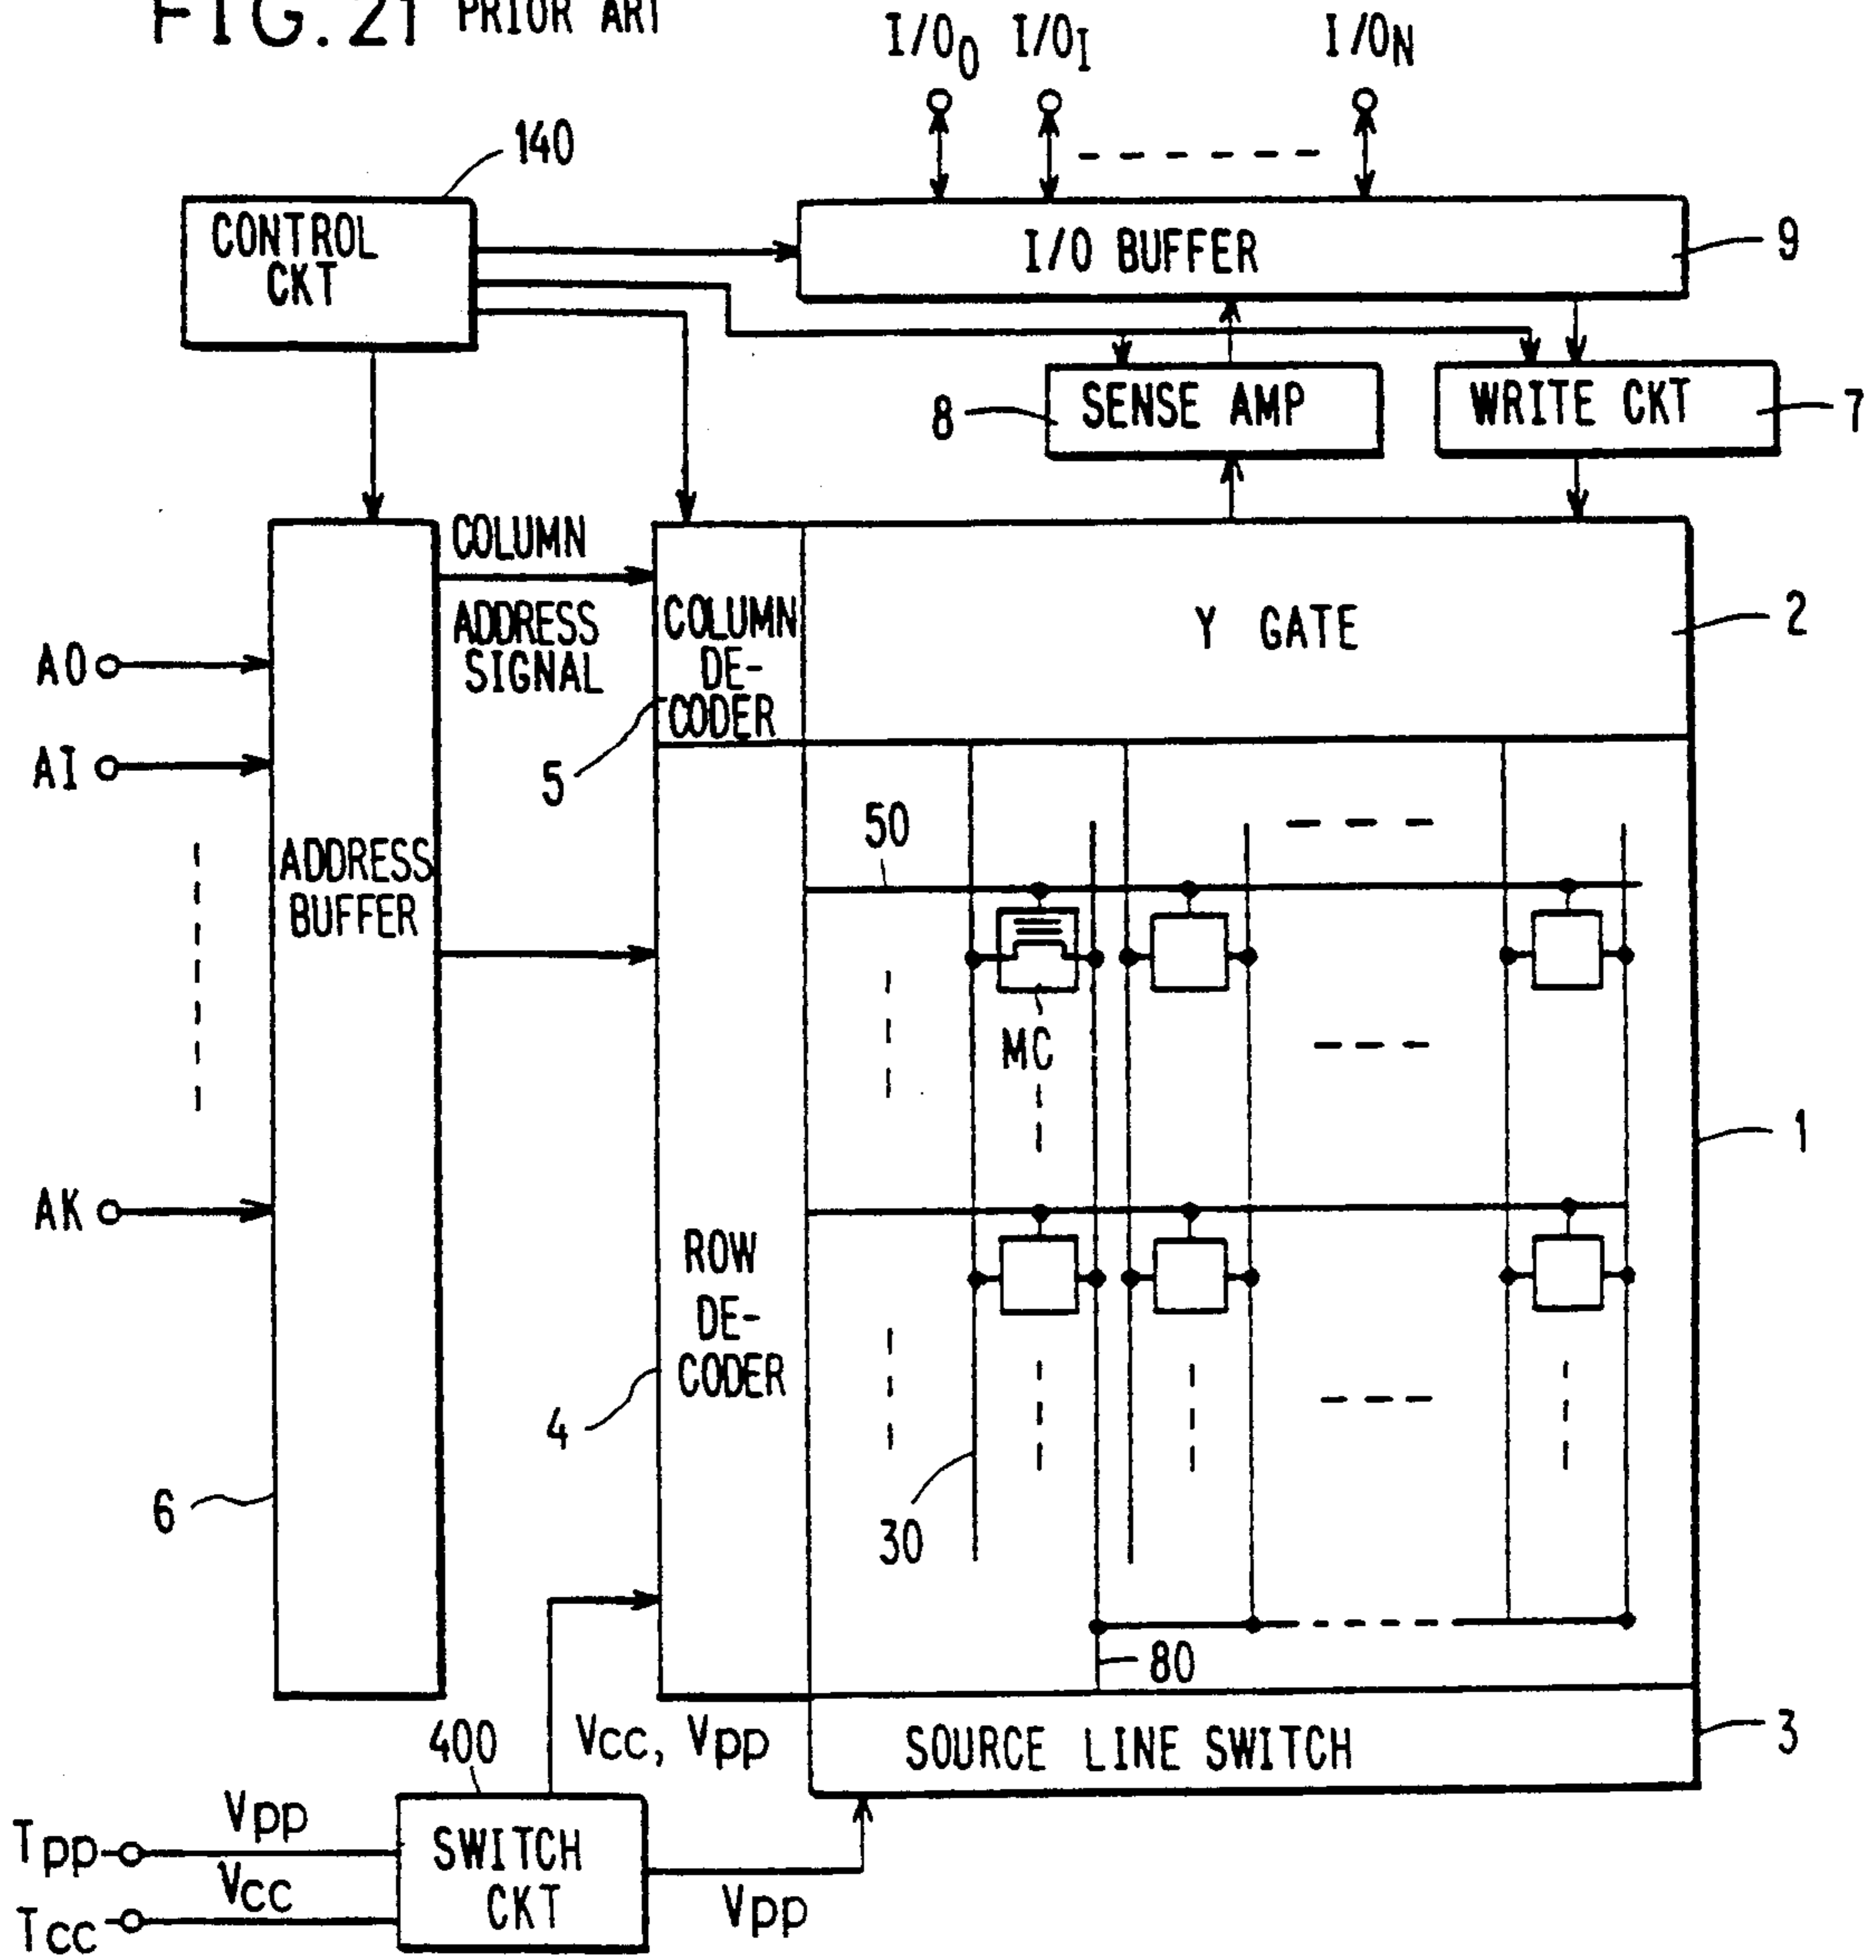 FIG. 21 PRIOR ART
I/O0 I/OI I/ON
140
CONTROL
CKT
I/O BUFFER
9
8
SENSE AMP
WRITE CKT
7
COLUMN
ADDRESS
SIGNAL
COLUMN
DE-
CODER
5
Y GATE
2
A0
AI
AK
ADDRESS
BUFFER
6
50
MC
1
ROW
DE-
CODER
4
30
80
SOURCE LINE SWITCH
3
400
Vcc, Vpp
Tpp
Vpp
Tcc
Vcc
SWITCH
CKT
Vpp